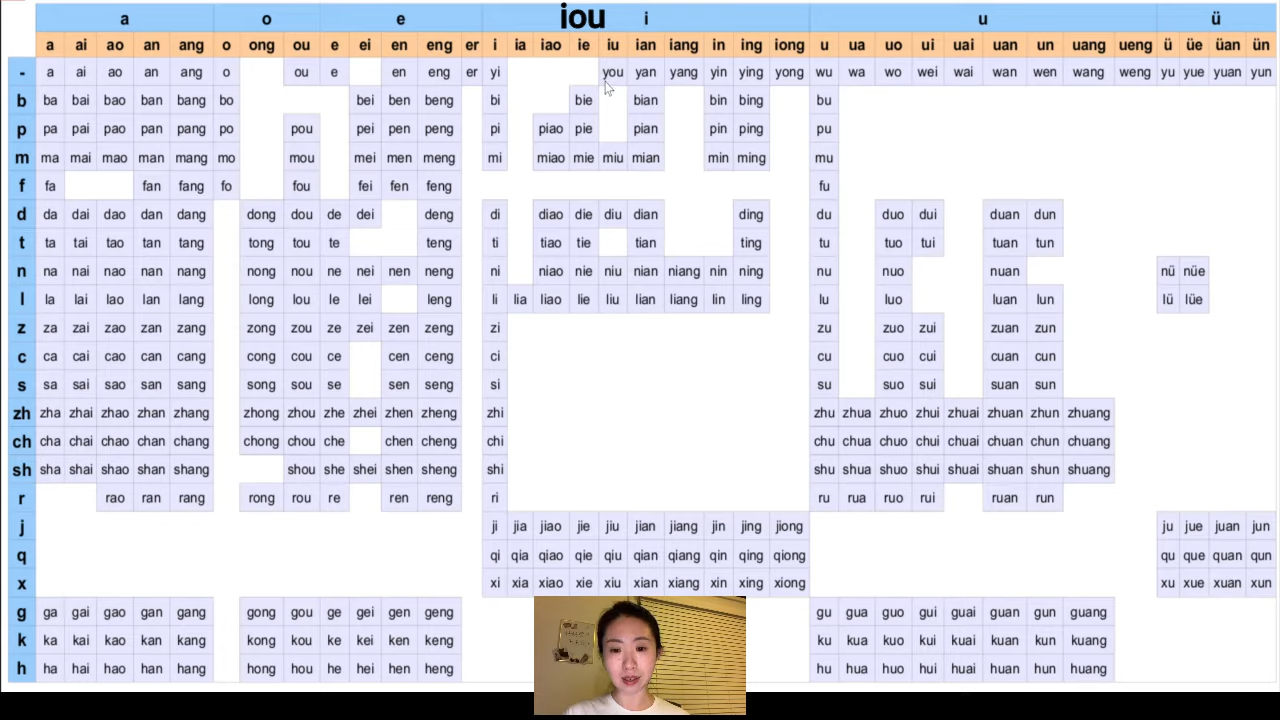 iou
a o e i u ü
a ai ao an ang o ong ou e ei en eng er i ia iao ie iu ian iang in ing iong u ua uo ui uai uan un uang ueng ü üe üan ün
- a ai ao an ang o ou e en eng er yi you yan yang yin ying yong wu wa wo wei wai wan wen wang weng yu yue yuan yun
b ba bai bao ban bang bo bei ben beng bi bie bian bin bing bu
p pa pai pao pan pang po pou pei pen peng pi piao pie pian pin ping pu
m ma mai mao man mang mo mou mei men meng mi miao mie miu mian min ming mu
f fa fan fang fo fou fei fen feng fu
d da dai dao dan dang dong dou de dei deng di diao die diu dian ding du duo dui duan dun
t ta tai tao tan tang tong tou te teng ti tiao tie tian ting tu tuo tui tuan tun
n na nai nao nan nang nong nou ne nei nen neng ni niao nie niu nian niang nin ning nu nuo nuan nü nüe
l la lai lao lan lang long lou le lei leng li lia liao lie liu lian liang lin ling lu luo luan lun lü lüe
z za zai zao zan zang zong zou ze zei zen zeng zi zu zuo zui zuan zun
c ca cai cao can cang cong cou ce cen ceng ci cu cuo cui cuan cun
s sa sai sao san sang song sou se sen seng si su suo sui suan sun
zh zha zhai zhao zhan zhang zhong zhou zhe zhei zhen zheng zhi zhu zhua zhuo zhui zhuai zhuan zhun zhuang
ch cha chai chao chan chang chong chou che chen cheng chi chu chua chuo chui chuai chuan chun chuang
sh sha shai shao shan shang shou she shei shen sheng shi shu shua shuo shui shuai shuan shun shuang
r rao ran rang rong rou re ren reng ri ru rua ruo rui ruan run
j ji jia jiao jie jiu jian jiang jin jing jiong ju jue juan jun
q qi qia qiao qie qiu qian qiang qin qing qiong qu que quan qun
x xi xia xiao xie xiu xian xiang xin xing xiong xu xue xuan xun
g ga gai gao gan gang gong gou ge gei gen geng gu gua guo gui guai guan gun guang
k ka kai kao kan kang kong kou ke kei ken keng ku kua kuo kui kuai kuan kun kuang
h ha hai hao han hang hong hou he hei hen heng hu hua huo hui huai huan hun huang